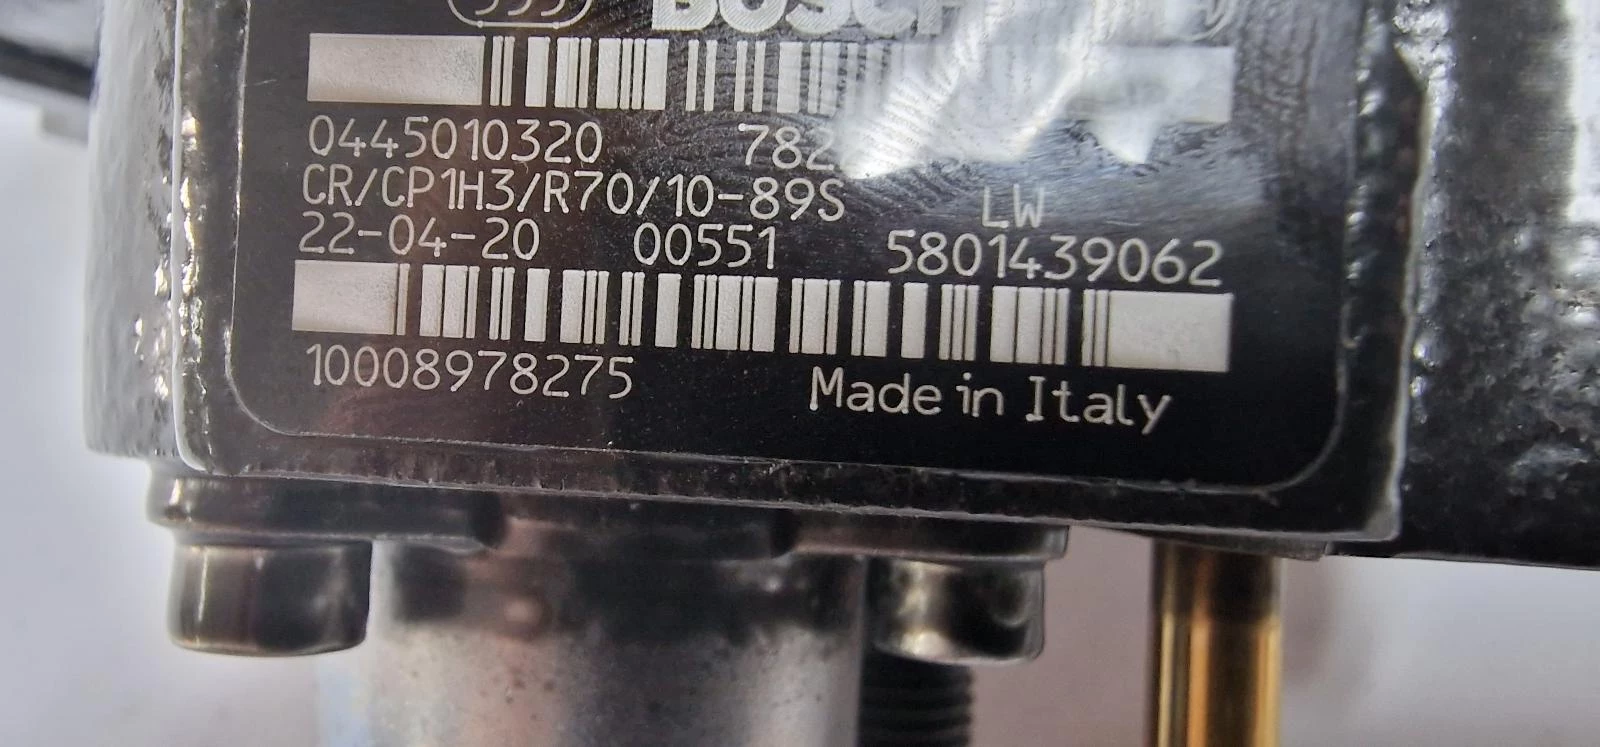 BOSCH
0445010320 782
CR/CP1H3/R70/10-89S LW
22-04-20 00551 5801439062
10008978275 Made in Italy